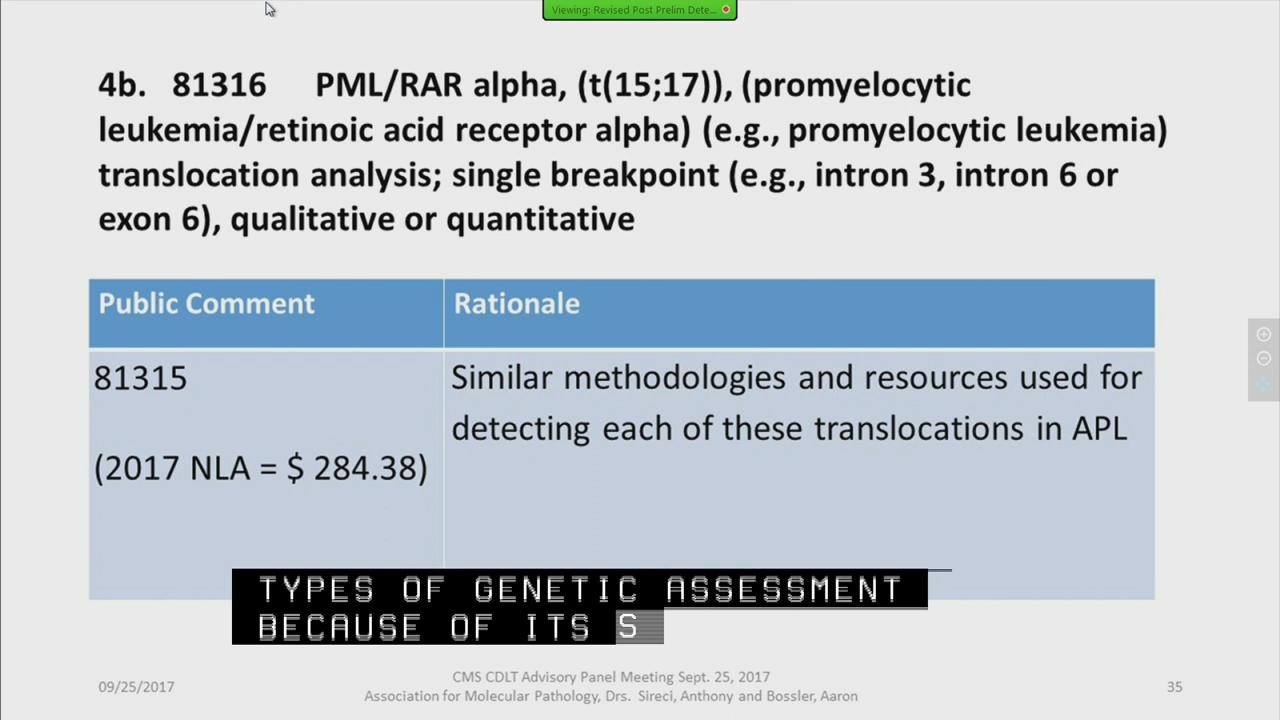 Viewing: Revised Post Prelim Dete...
4b. 81316 PML/RAR alpha, (t(15;17)), (promyelocytic
leukemia/retinoic acid receptor alpha) (e.g., promyelocytic leukemia)
translocation analysis; single breakpoint (e.g., intron 3, intron 6 or
exon 6), qualitative or quantitative
Public Comment
Rationale
81315
(2017 NLA = $ 284.38)
Similar methodologies and resources used for
detecting each of these translocations in APL
TYPES OF GENETIC ASSESSMENT
BECAUSE OF ITS S
09/25/2017
CMS CDLT Advisory Panel Meeting Sept. 25, 2017
Association for Molecular Pathology, Drs. Sireci, Anthony and Bossler, Aaron
35